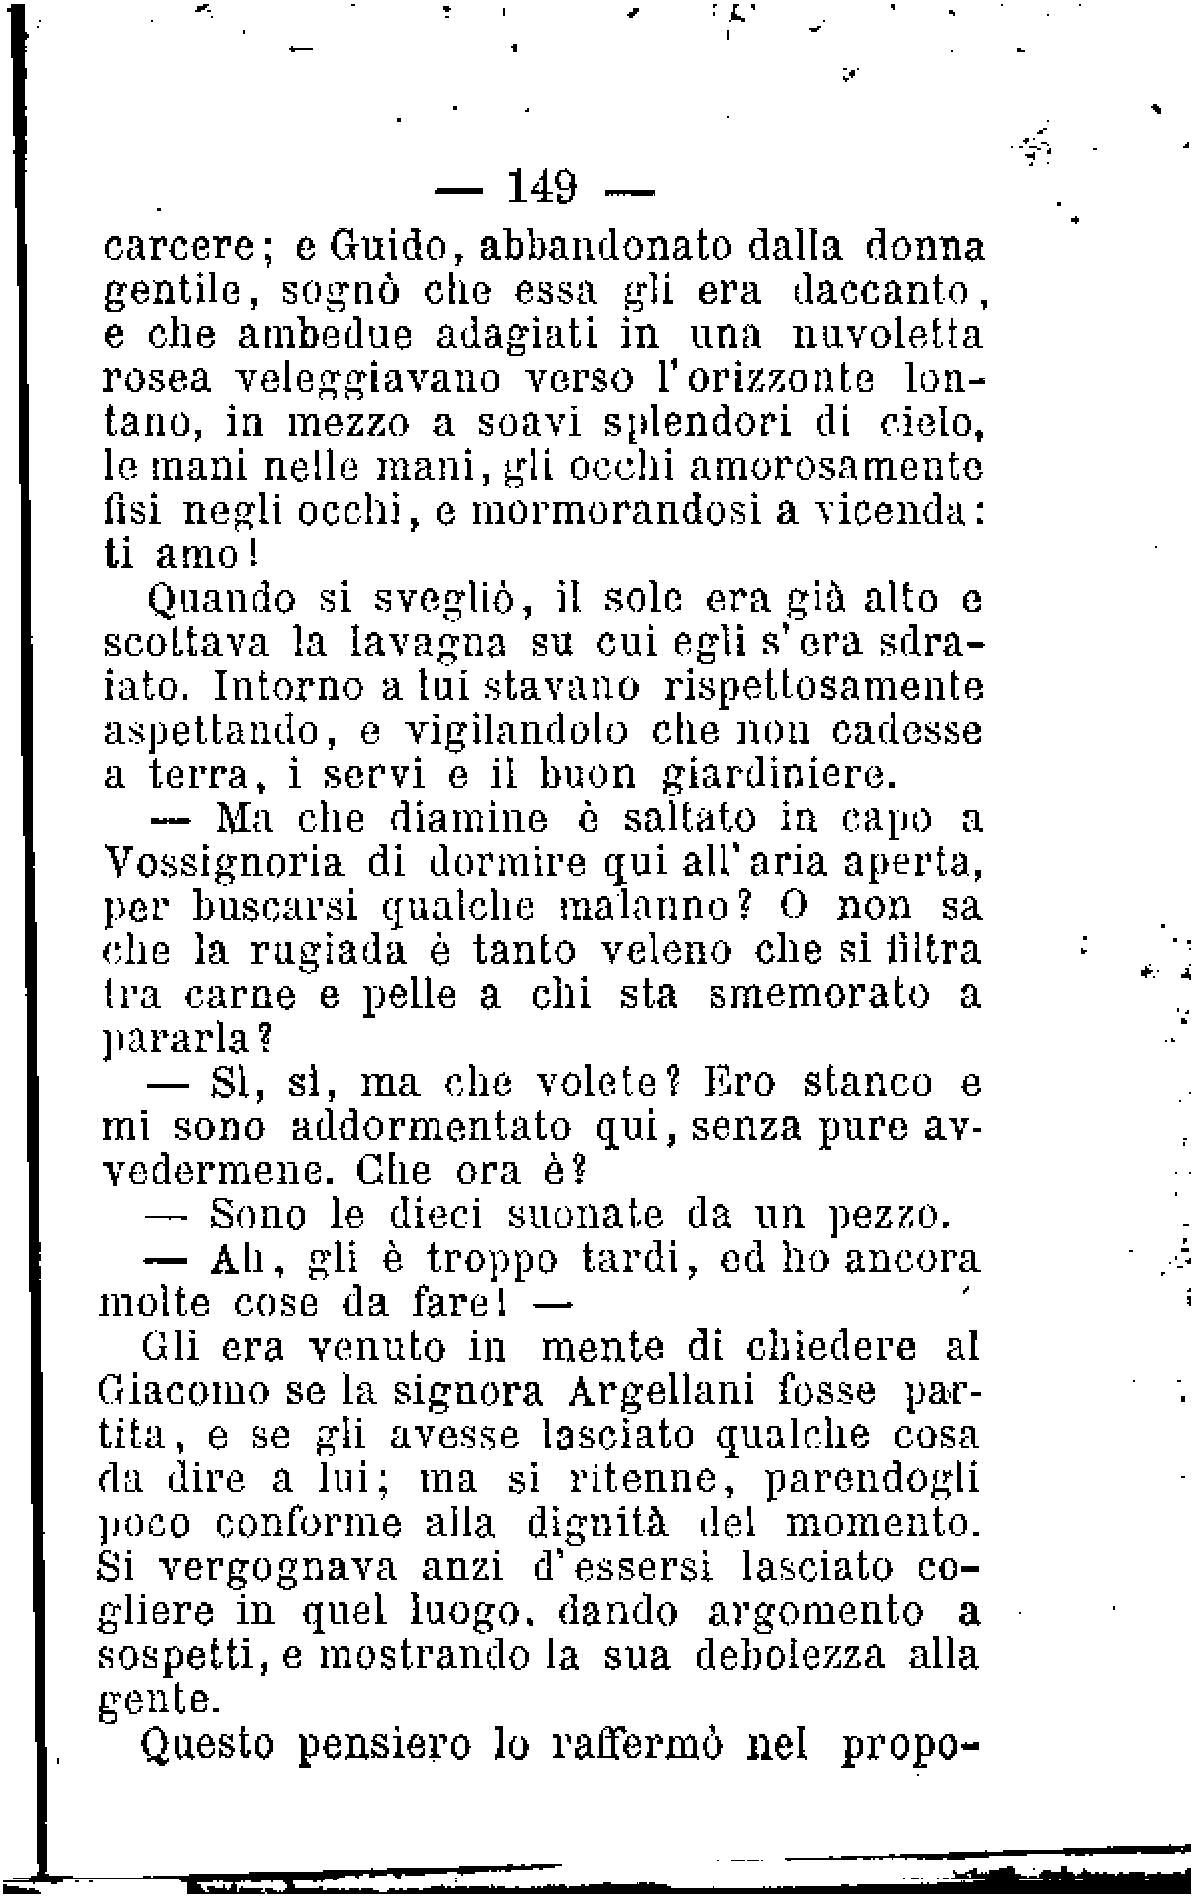 — 149 —
carcere; e Guido, abbandonato dalla donna
gentile, sognò che essa gli era daccanto,
e che ambedue adagiati in una nuvoletta
rosea veleggiavano verso l'orizzonte lon-
tano, in mezzo a soavi splendori di cielo,
le mani nelle mani, gli occhi amorosamente
fisi negli occhi, e mormorandosi a vicenda:
ti amo!
Quando si svegliò, il sole era già alto e
scottava la lavagna su cui egli s'era sdra-
iato. Intorno a lui stavano rispettosamente
aspettando, e vigilandolo che non cadesse
a terra, i servi e il buon giardiniere.
— Ma che diamine è saltato in capo a
Vossignoria di dormire qui all'aria aperta,
per buscarsi qualche malanno? O non sa
che la rugiada è tanto veleno che si filtra
tra carne e pelle a chi sta smemorato a
pararla?
— Sì, sì, ma che volete? Ero stanco e
mi sono addormentato qui, senza pure av-
vedermene. Che ora è?
— Sono le dieci suonate da un pezzo.
— Ah, gli è troppo tardi, ed ho ancora
molte cose da fare! —
Gli era venuto in mente di chiedere al
Giacomo se la signora Argellani fosse par-
tita, e se gli avesse lasciato qualche cosa
da dire a lui; ma si ritenne, parendogli
poco conforme alla dignità del momento.
Si vergognava anzi d'essersi lasciato co-
gliere in quel luogo, dando argomento a
sospetti, e mostrando la sua debolezza alla
gente.
Questo pensiero lo raffermò nel propo-